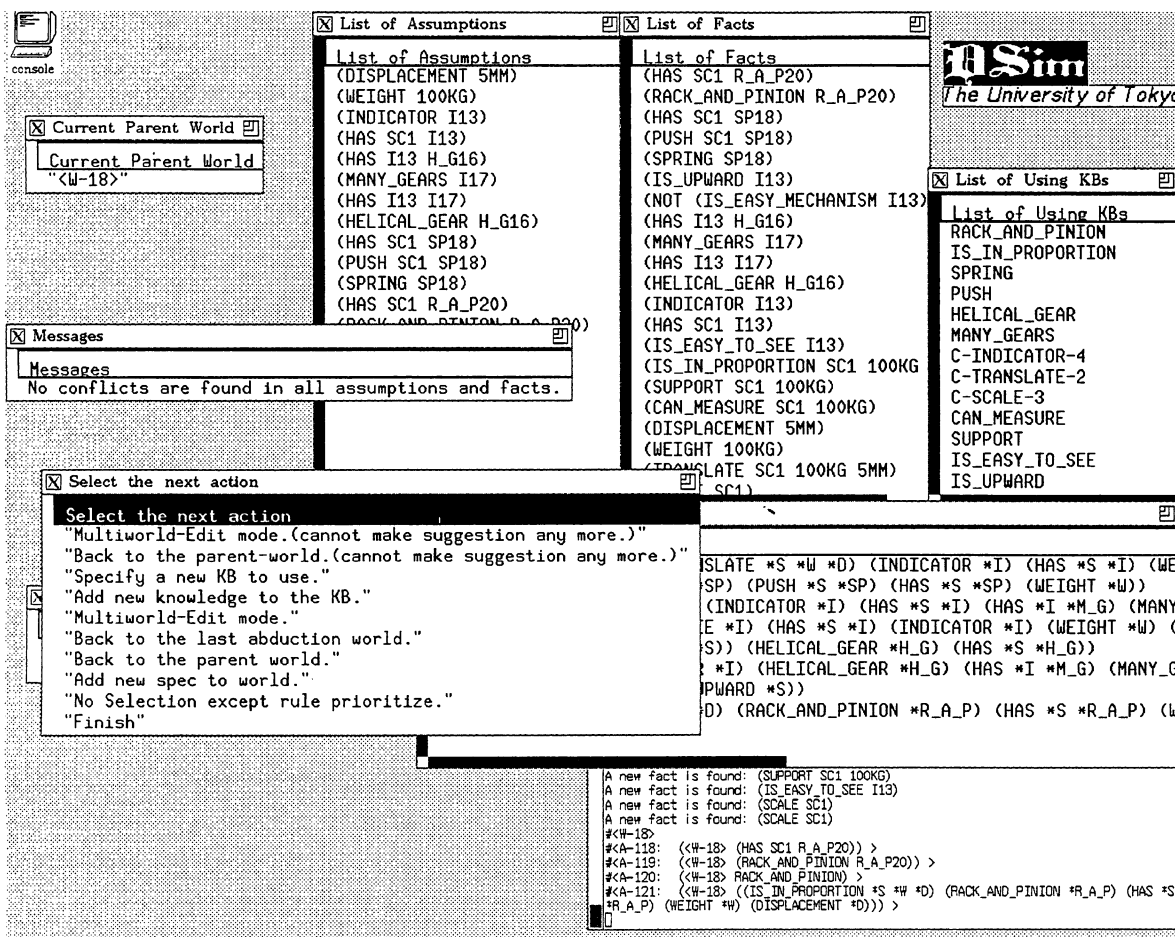 console
DSim
The University of Tokyo
Current Parent World
Current Parent World
"<W-18>"
List of Assumptions
List of Assumptions
(DISPLACEMENT 5MM)
(WEIGHT 100KG)
(INDICATOR I13)
(HAS SC1 I13)
(HAS I13 H_G16)
(MANY_GEARS I17)
(HAS I13 I17)
(HELICAL_GEAR H_G16)
(HAS SC1 SP18)
(PUSH SC1 SP18)
(SPRING SP18)
(HAS SC1 R_A_P20)
(RACK_AND_PINION R_A_P20)
List of Facts
List of Facts
(HAS SC1 R_A_P20)
(RACK_AND_PINION R_A_P20)
(HAS SC1 SP18)
(PUSH SC1 SP18)
(SPRING SP18)
(IS_UPWARD I13)
(NOT (IS_EASY_MECHANISM I13)
(HAS I13 H_G16)
(MANY_GEARS I17)
(HAS I13 I17)
(HELICAL_GEAR H_G16)
(INDICATOR I13)
(HAS SC1 I13)
(IS_EASY_TO_SEE I13)
(IS_IN_PROPORTION SC1 100KG
(SUPPORT SC1 100KG)
(CAN_MEASURE SC1 100KG)
(DISPLACEMENT 5MM)
(WEIGHT 100KG)
(TRANSLATE SC1 100KG 5MM)
SC1)
List of Using KBs
List of Using KBs
RACK_AND_PINION
IS_IN_PROPORTION
SPRING
PUSH
HELICAL_GEAR
MANY_GEARS
C-INDICATOR-4
C-TRANSLATE-2
C-SCALE-3
CAN_MEASURE
SUPPORT
IS_EASY_TO_SEE
IS_UPWARD
Messages
Messages
No conflicts are found in all assumptions and facts.
Select the next action
Select the next action
"Multiworld-Edit mode.(cannot make suggestion any more.)"
"Back to the parent-world.(cannot make suggestion any more.)"
"Specify a new KB to use."
"Add new knowledge to the KB."
"Multiworld-Edit mode."
"Back to the last abduction world."
"Back to the parent world."
"Add new spec to world."
"No Selection except rule prioritize."
"Finish"
SLATE *S *W *D) (INDICATOR *I) (HAS *S *I) (WE
*SP) (PUSH *S *SP) (HAS *S *SP) (WEIGHT *W))
(INDICATOR *I) (HAS *S *I) (HAS *I *M_G) (MANY
E *I) (HAS *S *I) (INDICATOR *I) (WEIGHT *W) (
*S)) (HELICAL_GEAR *H_G) (HAS *S *H_G))
*I) (HELICAL_GEAR *H_G) (HAS *I *M_G) (MANY_G
UPWARD *S))
*D) (RACK_AND_PINION *R_A_P) (HAS *S *R_A_P) (W
A new fact is found: (SUPPORT SC1 100KG)
A new fact is found: (IS_EASY_TO_SEE I13)
A new fact is found: (SCALE SC1)
A new fact is found: (SCALE SC1)
#<W-18>
#<A-118: (<W-18> (HAS SC1 R_A_P20)) >
#<A-119: (<W-18> (RACK_AND_PINION R_A_P20)) >
#<A-120: (<W-18> RACK_AND_PINION) >
#<A-121: (<W-18> ((IS_IN_PROPORTION *S *W *D) (RACK_AND_PINION *R_A_P) (HAS *S
*R_A_P) (WEIGHT *W) (DISPLACEMENT *D))) >